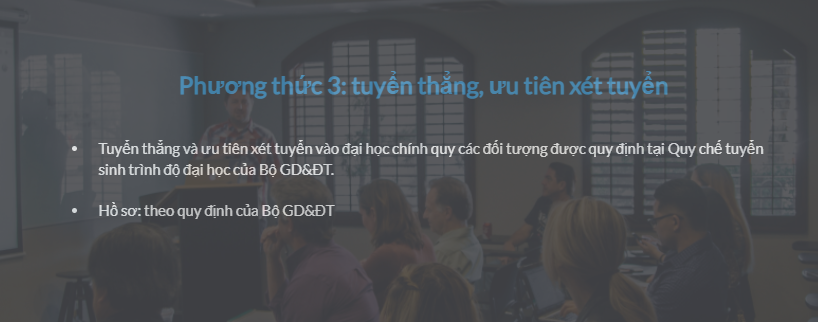 Phương thức 3: tuyển thẳng, ưu tiên xét tuyển
• Tuyển thẳng và ưu tiên xét tuyển vào đại học chính quy các đối tượng được quy định tại Quy chế tuyển
sinh trình độ đại học của Bộ GD&ĐT.
• Hồ sơ: theo quy định của Bộ GD&ĐT